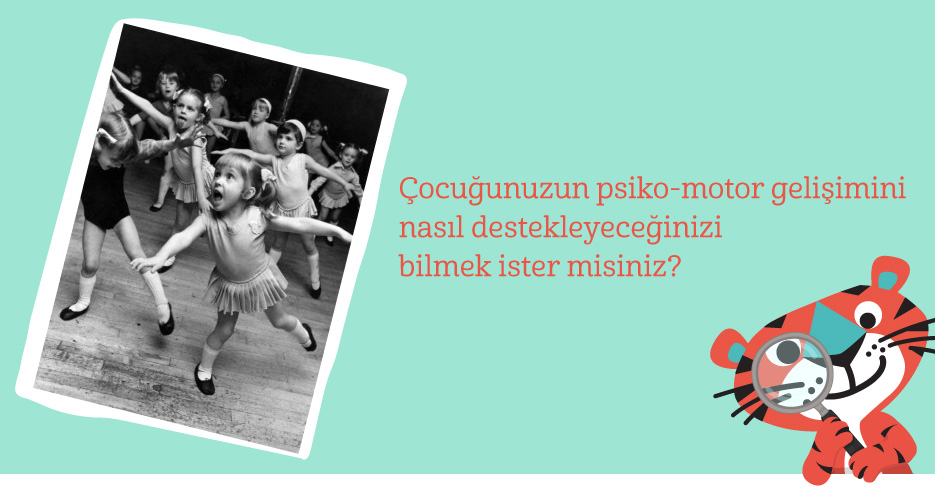 Çocuğunuzun psiko-motor gelişimini
nasıl destekleyeceğinizi
bilmek ister misiniz?